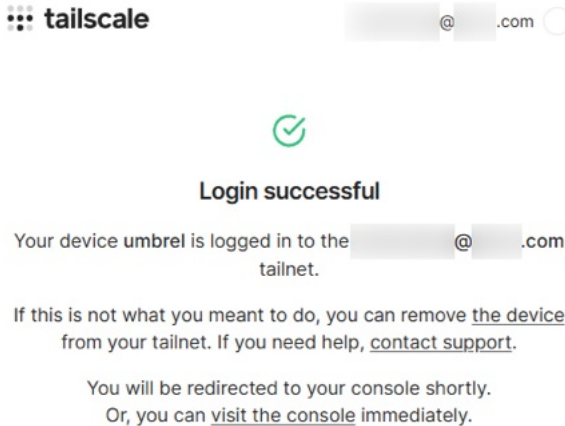 tailscale
@ .com
Login successful
Your device umbrel is logged in to the @ .com
tailnet.
If this is not what you meant to do, you can remove the device
from your tailnet. If you need help, contact support.
You will be redirected to your console shortly.
Or, you can visit the console immediately.